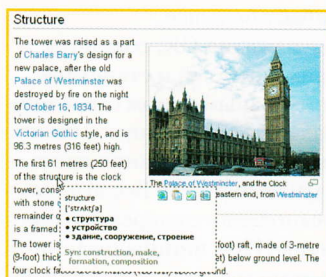 Structure
The tower was raised as a part
of Charles Barry's design for a
new palace, after the old
Palace of Westminster was
destroyed by fire on the night
of October 16, 1834. The
tower is designed in the
Victorian Gothic style, and is
96.3 metres (316 feet) high.
The first 61 metres (250 feet)
of the structure is the clock
tower, cons
with stone
remainder o
is a framed
The tower is foot) raft, made of 3-metre
(9-foot) thick et) below ground level. The
four clock faces are
The Palace of Westminster, and the Clock
eastern end, from Westminster
structure
['strʌktʃə]
• структура
• устройство
• здание, сооружение, строение
Syn: construction, make,
formation, composition